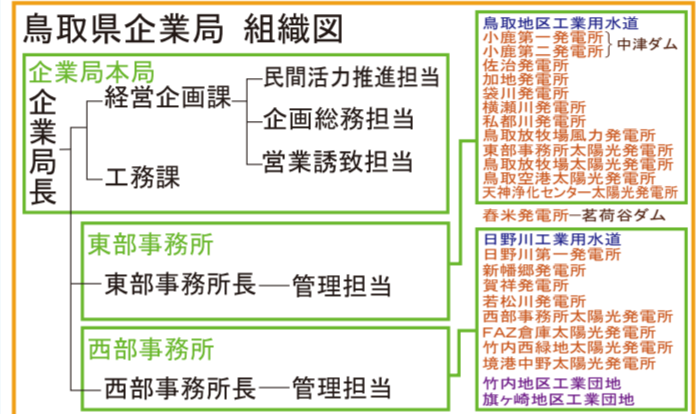 鳥取県企業局 組織図
企業局本局
企業局長
経営企画課
民間活力推進担当
企画総務担当
営業誘致担当
工務課
東部事務所
東部事務所長
管理担当
西部事務所
西部事務所長
管理担当
鳥取地区工業用水道
小鹿第一発電所
小鹿第二発電所
中津ダム
佐治発電所
加地発電所
袋川発電所
横瀬川発電所
私都川発電所
鳥取放牧場風力発電所
東部事務所太陽光発電所
鳥取放牧場太陽光発電所
鳥取空港太陽光発電所
天神浄化センター太陽光発電所
舂米発電所ー茗荷谷ダム
日野川工業用水道
日野川第一発電所
新幡郷発電所
賀祥発電所
若松川発電所
西部事務所太陽光発電所
FAZ倉庫太陽光発電所
竹内西緑地太陽光発電所
境港中野太陽光発電所
竹内地区工業団地
旗ヶ崎地区工業団地